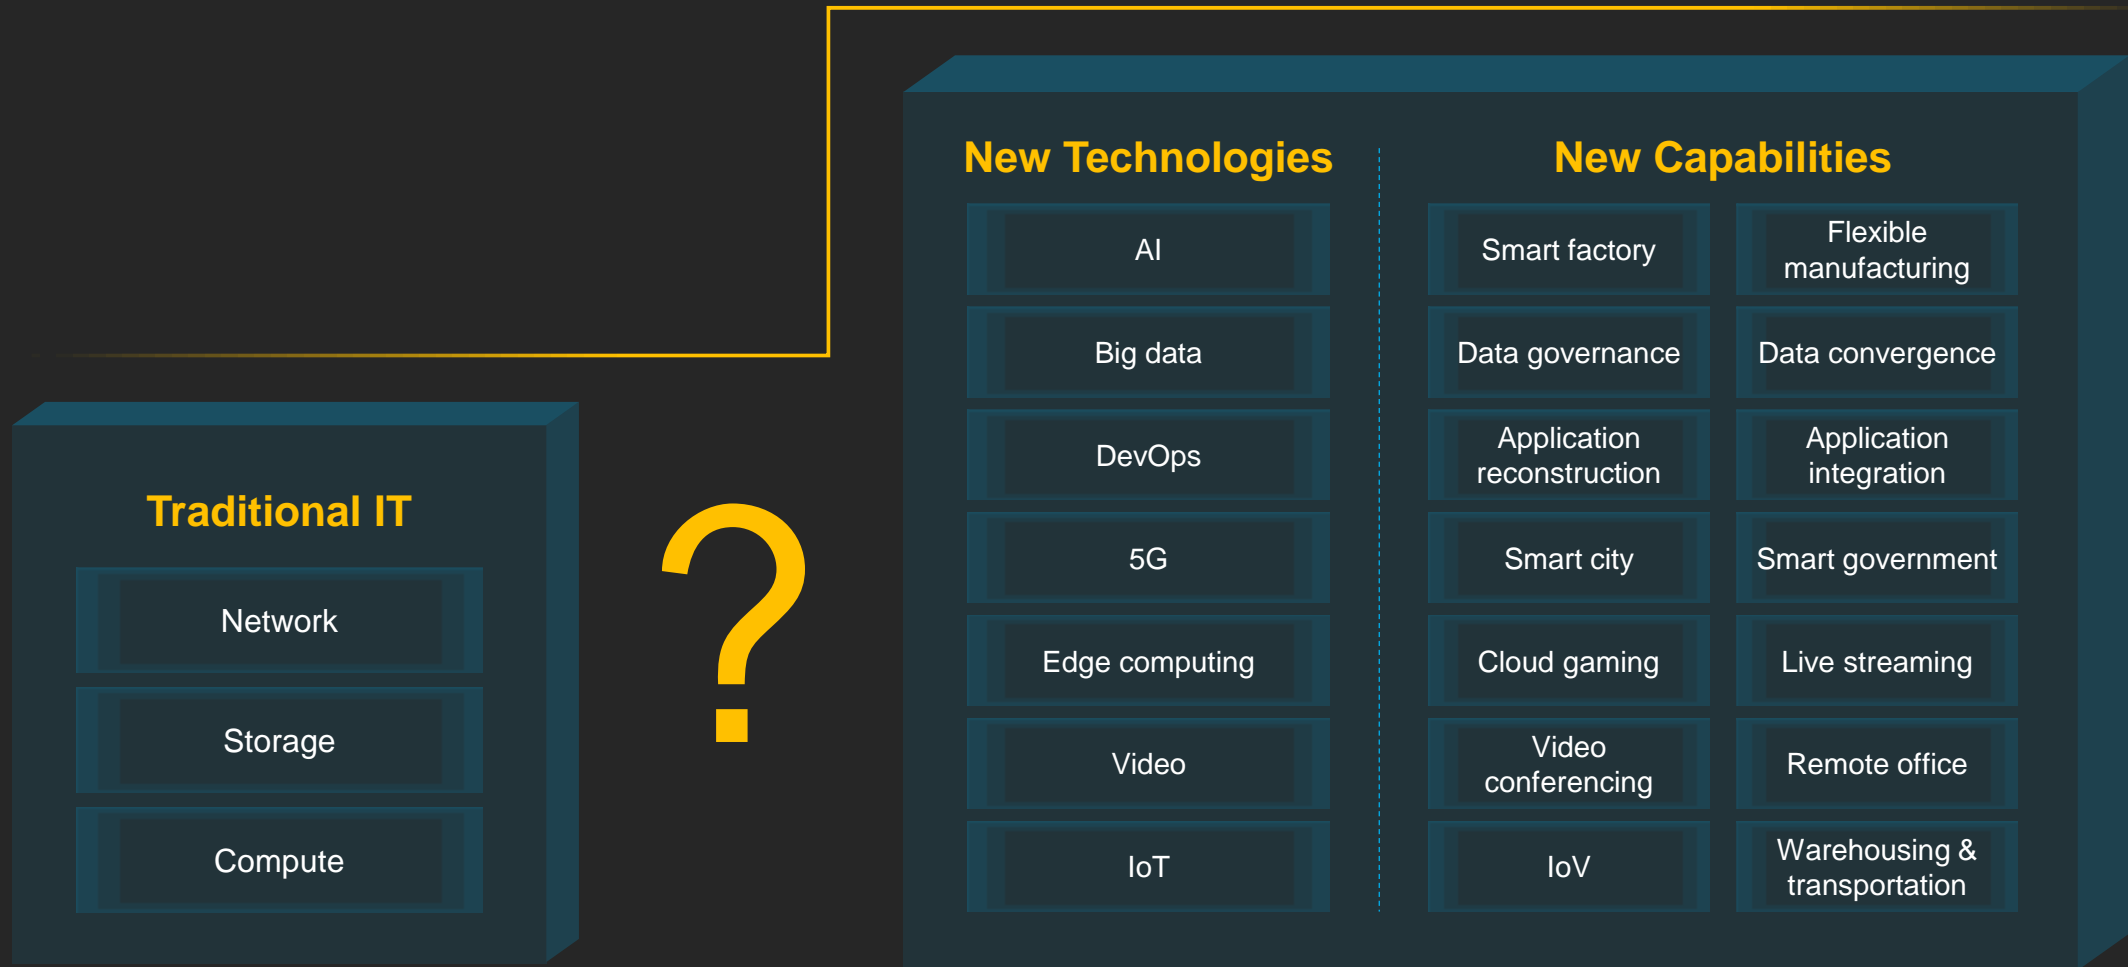 Traditional IT
Network
Storage
Compute
?
New Technologies
AI
Big data
DevOps
5G
Edge computing
Video
IoT
New Capabilities
Smart factory
Flexible
manufacturing
Data governance
Data convergence
Application
reconstruction
Application
integration
Smart city
Smart government
Cloud gaming
Live streaming
Video
conferencing
Remote office
IoV
Warehousing &
transportation